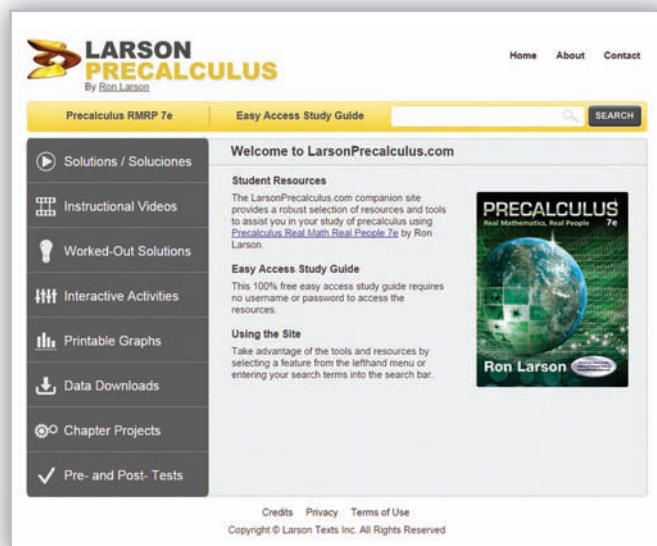 LARSON
PRECALCULUS
By Ron Larson
Home About Contact
Precalculus RMRP 7e Easy Access Study Guide SEARCH
Solutions / Soluciones
Instructional Videos
Worked-Out Solutions
Interactive Activities
Printable Graphs
Data Downloads
Chapter Projects
Pre- and Post- Tests
Welcome to LarsonPrecalculus.com
Student Resources
The LarsonPrecalculus.com companion site
provides a robust selection of resources and tools
to assist you in your study of precalculus using
Precalculus Real Math Real People 7e by Ron
Larson.
Easy Access Study Guide
This 100% free easy access study guide requires
no username or password to access the
resources.
Using the Site
Take advantage of the tools and resources by
selecting a feature from the lefthand menu or
entering your search terms into the search bar.
PRECALCULUS
Real Mathematics, Real People 7e
Ron Larson
Credits Privacy Terms of Use
Copyright © Larson Texts Inc. All Rights Reserved